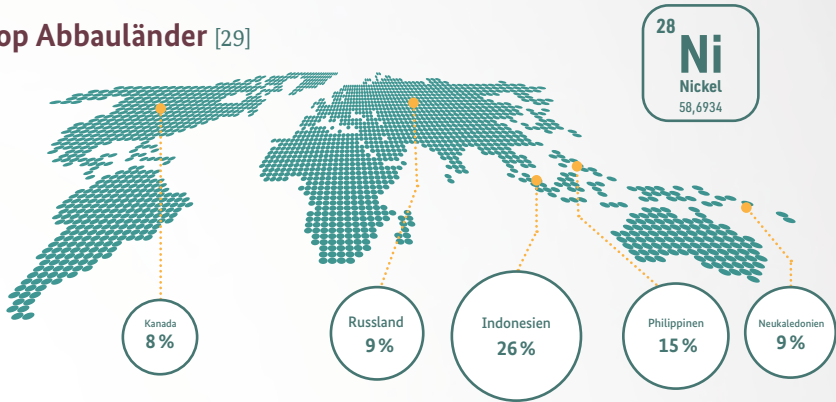 op Abbauländer [29]
28
Ni
Nickel
58,6934
Kanada
8 %
Russland
9 %
Indonesien
26 %
Philippinen
15 %
Neukaledonien
9 %